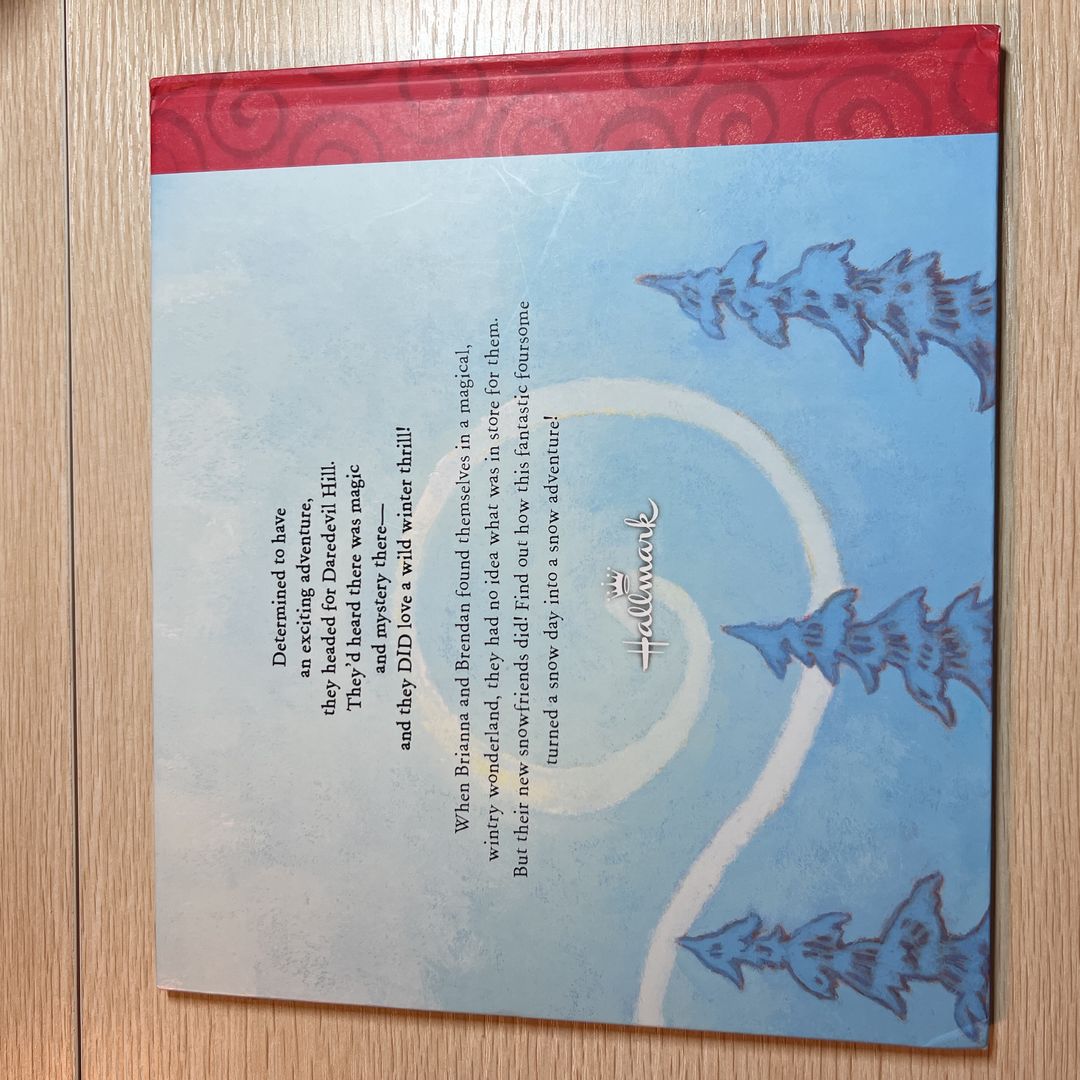 Determined to have
an exciting adventure,
they headed for Daredevil Hill.
They'd heard there was magic
and mystery there—
and they DID love a wild winter thrill!
When Brianna and Brendan found themselves in a magical,
wintry wonderland, they had no idea what was in store for them.
But their new snowfriends did! Find out how this fantastic foursome
turned a snow day into a snow adventure!
Hallmark